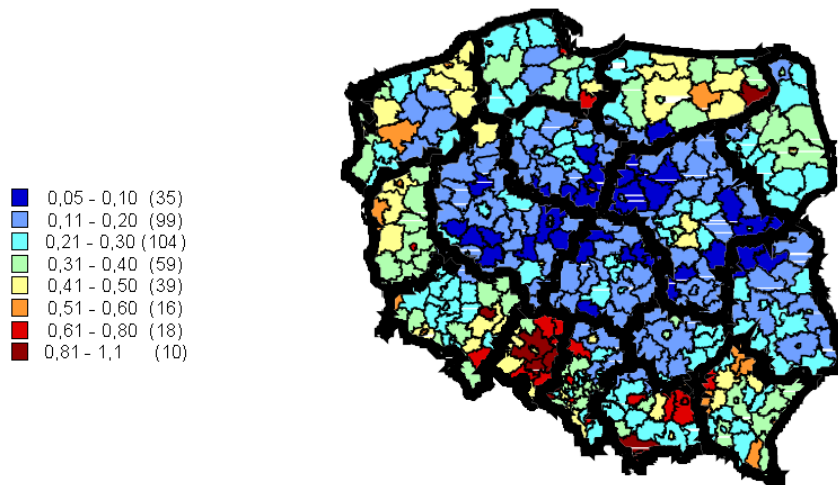 0,05 - 0,10 (35)
0,11 - 0,20 (99)
0,21 - 0,30 (104)
0,31 - 0,40 (59)
0,41 - 0,50 (39)
0,51 - 0,60 (16)
0,61 - 0,80 (18)
0,81 - 1,1 (10)